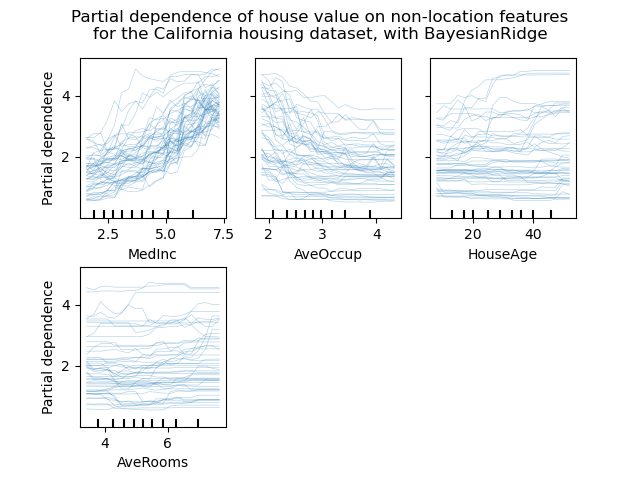 Partial dependence of house value on non-location features
for the California housing dataset, with BayesianRidge
Partial dependence
4
2
2.5 5.0 7.5
MedInc
2 3 4
AveOccup
20 40
HouseAge
Partial dependence
4
2
4 6
AveRooms